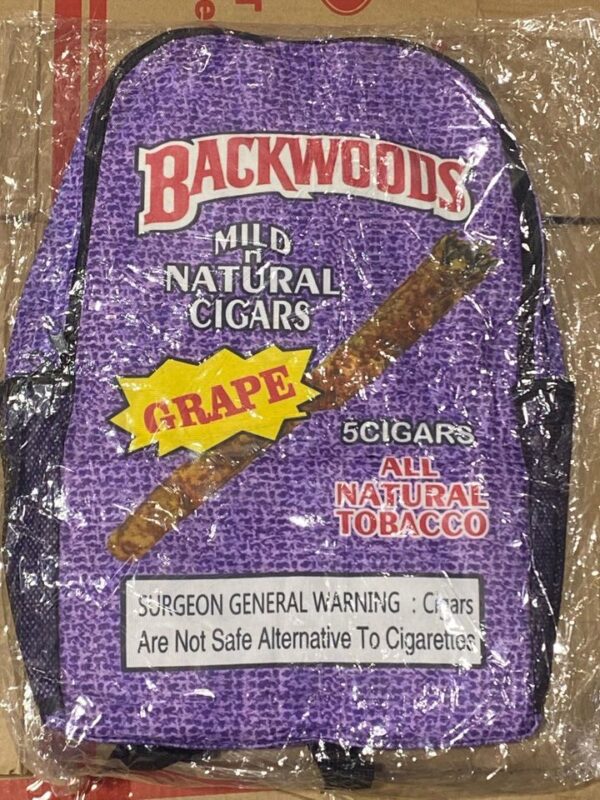 BACKWOODS
MILD
n'
NATURAL
CIGARS
GRAPE
5CIGARS
ALL
NATURAL
TOBACCO
SURGEON GENERAL WARNING : Cigars
Are Not Safe Alternative To Cigarettes